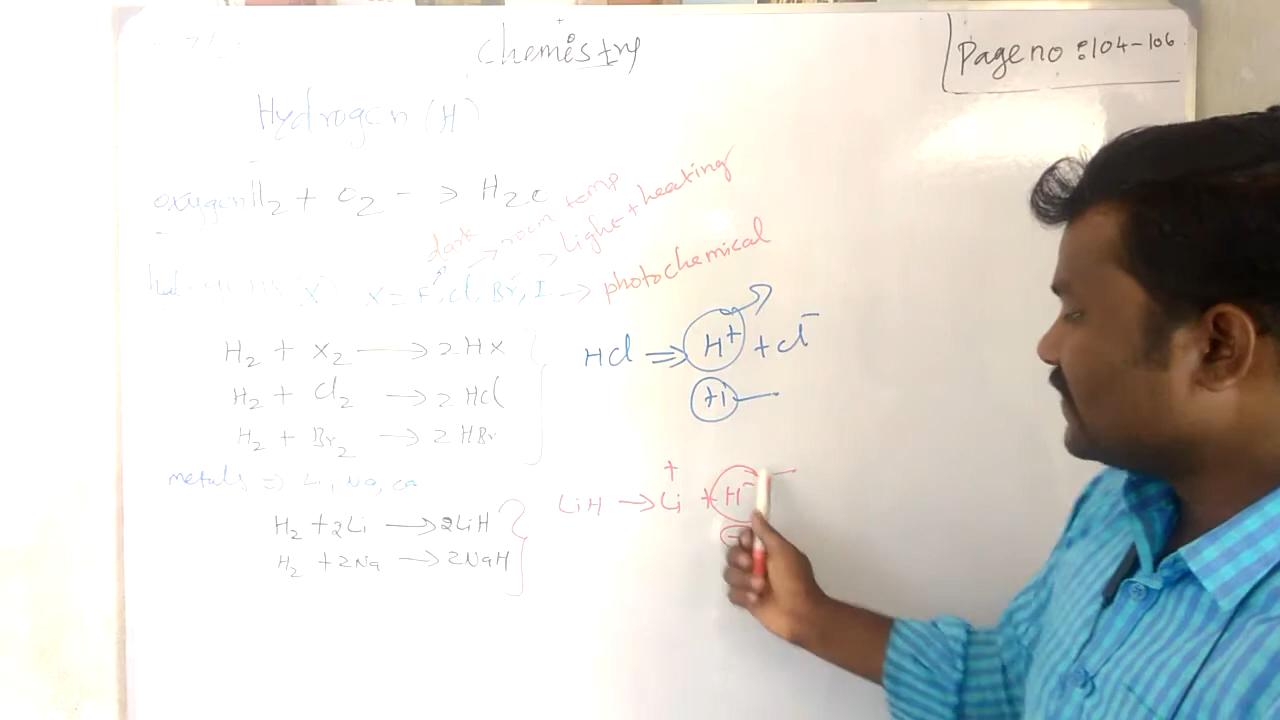 Chemistry
Page no : 104-106
Hydrogen (H)
oxygen H2 + O2 -> H2O
dark room temp light + heating
(X) X = F, Cl, Br, I -> photochemical
H2 + X2 -> 2HX
H2 + Cl2 -> 2HCl
H2 + Br2 -> 2HBr
HCl => H+ + Cl-
+1
metals => Li, Na, Ca
H2 + 2Li -> 2LiH
H2 + 2Na -> 2NaH
LiH -> Li+ + H-